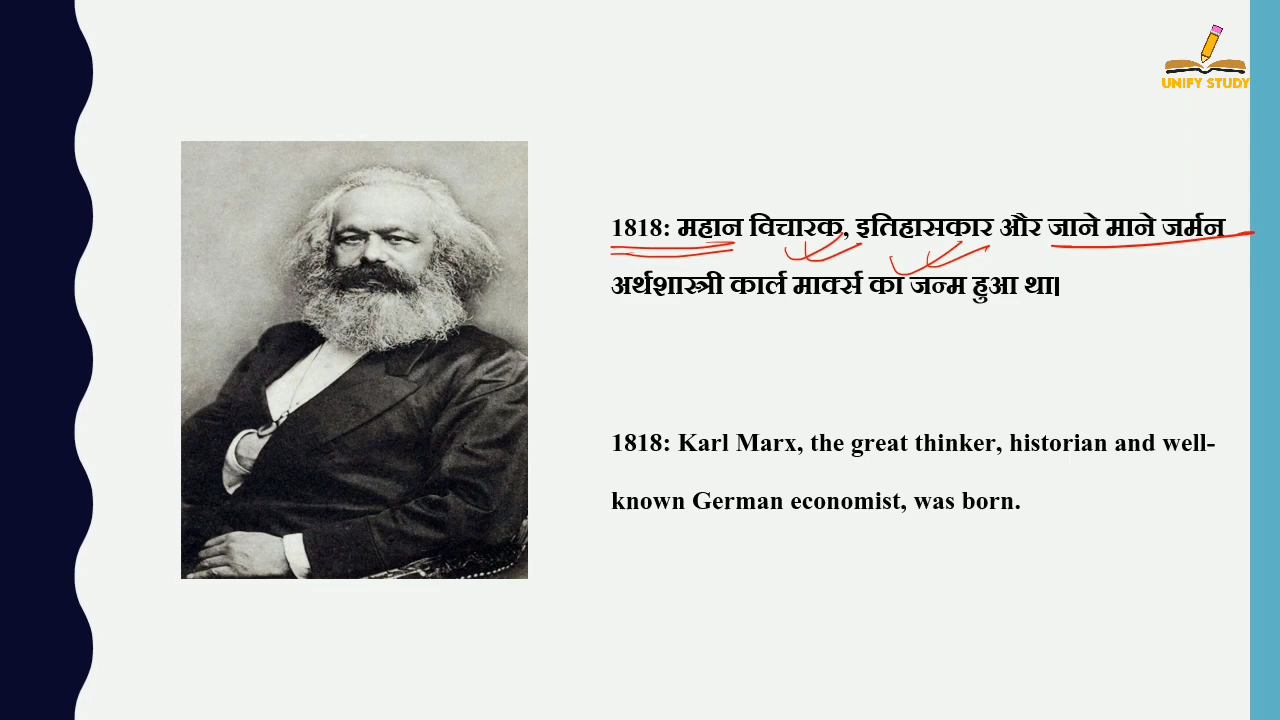 UNIFY STUDY
1818: महान विचारक, इतिहासकार और जाने माने जर्मन
अर्थशास्त्री कार्ल मार्क्स का जन्म हुआ था।
1818: Karl Marx, the great thinker, historian and well-
known German economist, was born.